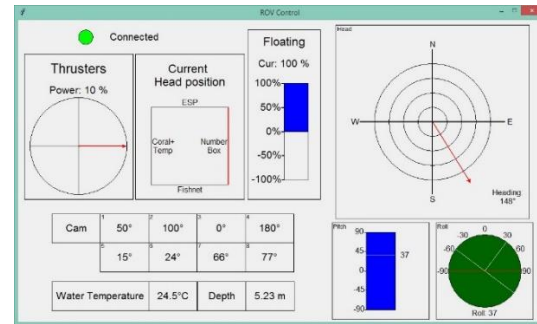 ROV Control
Connected
Thrusters
Power: 10 %
Current
Head position
ESP
Coral+
Temp
Number
Box
Fishnet
Floating
Cur: 100 %
100%
50%
0%
-50%
-100%
Head
N
W
E
S
Heading:
148°
Cam
1 50°
2 100°
3 0°
4 180°
5 15°
6 24°
7 66°
8 77°
Water Temperature
24.5°C
Depth
5.23 m
Pitch
90
45
0
-45
-90
37
Roll
-90
-60
-30
0
30
60
90
Roll: 37